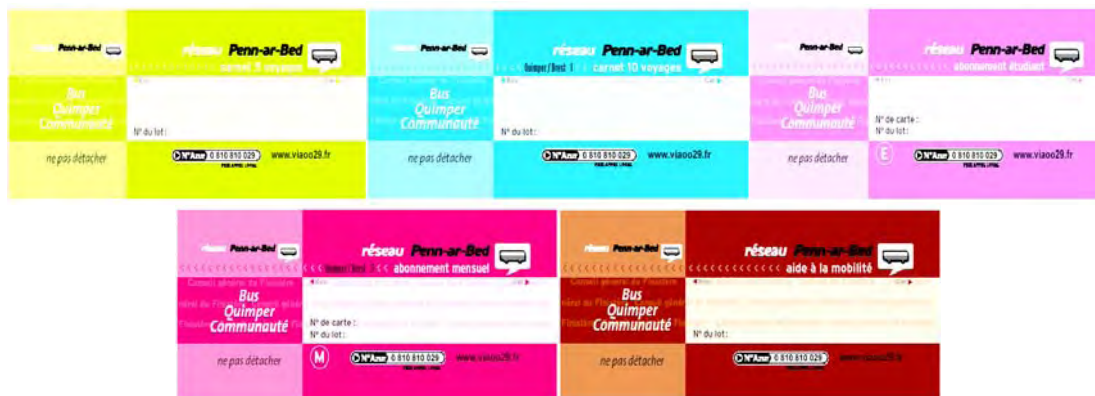 réseau Penn-ar-Bed
réseau Penn-ar-Bed
carnet 5 voyages
Bus
Quimper
Communauté
N° du lot :
ne pas détacher
N°Azur 0 810 810 029
www.viaoo29.fr
réseau Penn-ar-Bed
réseau Penn-ar-Bed
Quimper / Brest
carnet 10 voyages
Bus
Quimper
Communauté
N° du lot :
ne pas détacher
N°Azur 0 810 810 029
www.viaoo29.fr
réseau Penn-ar-Bed
réseau Penn-ar-Bed
abonnement étudiant
Bus
Quimper
Communauté
N° de carte :
N° du lot :
ne pas détacher
E
N°Azur 0 810 810 029
www.viaoo29.fr
réseau Penn-ar-Bed
réseau Penn-ar-Bed
abonnement mensuel
Conseil général du Finistère
Bus
Quimper
Communauté
N° de carte :
N° du lot :
ne pas détacher
M
N°Azur 0 810 810 029
www.viaoo29.fr
réseau Penn-ar-Bed
réseau Penn-ar-Bed
aide à la mobilité
Conseil général du Finistère
Bus
Quimper
Communauté
N° du lot :
ne pas détacher
N°Azur 0 810 810 029
www.viaoo29.fr